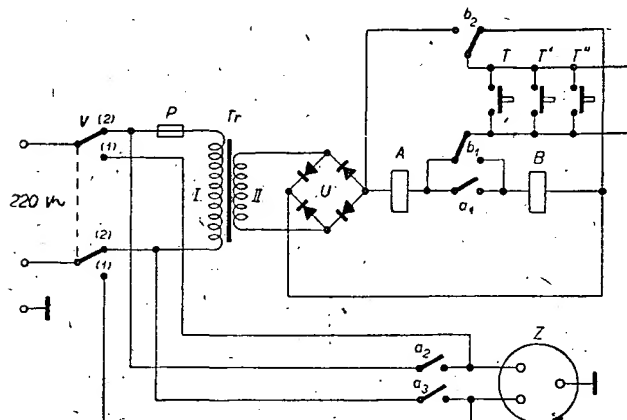 b₂
T T' T"
V (2) P Tr
(1)
A b₁ B
220 V~ I II U
a₁
(2)
(1)
a₂ Z
a₃